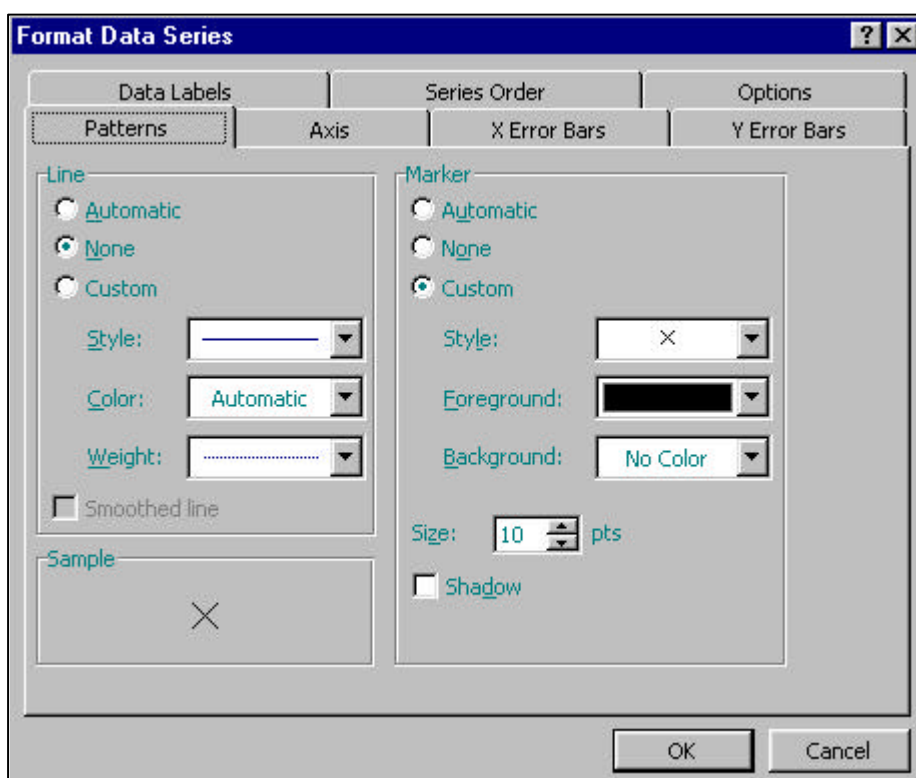 Format Data Series
Data Labels Series Order Options
Patterns Axis X Error Bars Y Error Bars
Line
Automatic
None
Custom
Style:
Color: Automatic
Weight:
Smoothed line
Sample
Marker
Automatic
None
Custom
Style:
Foreground:
Background: No Color
Size: 10 pts
Shadow
OK Cancel